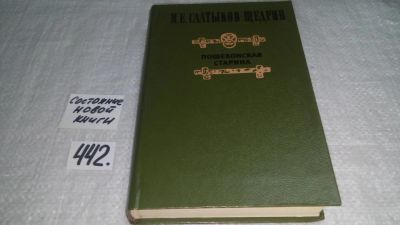 М. Е. САЛТЫКОВ-ЩЕДРИН
ПОШЕХОНСКАЯ
СТАРИНА
СОСТОЯНИЕ
НОВОЙ
КНИГИ
442.